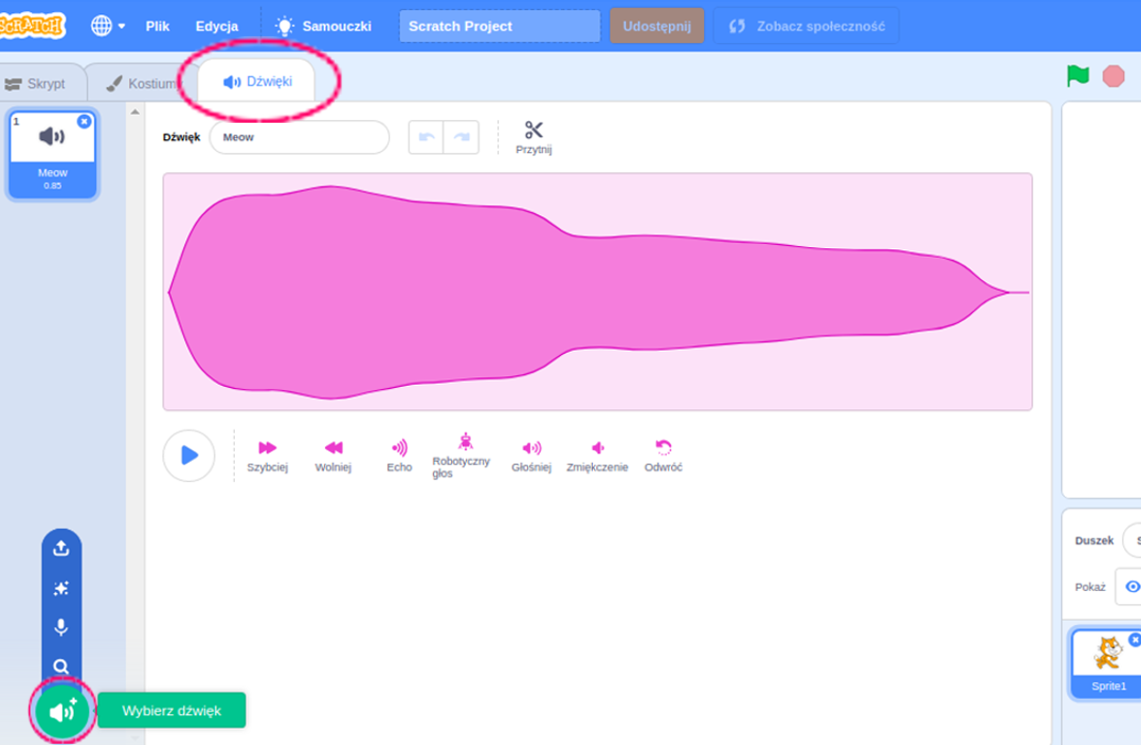 SCRATCH
Plik
Edycja
Samouczki
Scratch Project
Udostępnij
Zobacz społeczność
Skrypt
Kostium
Dźwięki
1
Meow
0.85
Dźwięk
Meow
Przytnij
Szybciej
Wolniej
Echo
Robotyczny
głos
Głośniej
Zmiękczenie
Odwróć
Wybierz dźwięk
Duszek
S
Pokaż
Sprite1